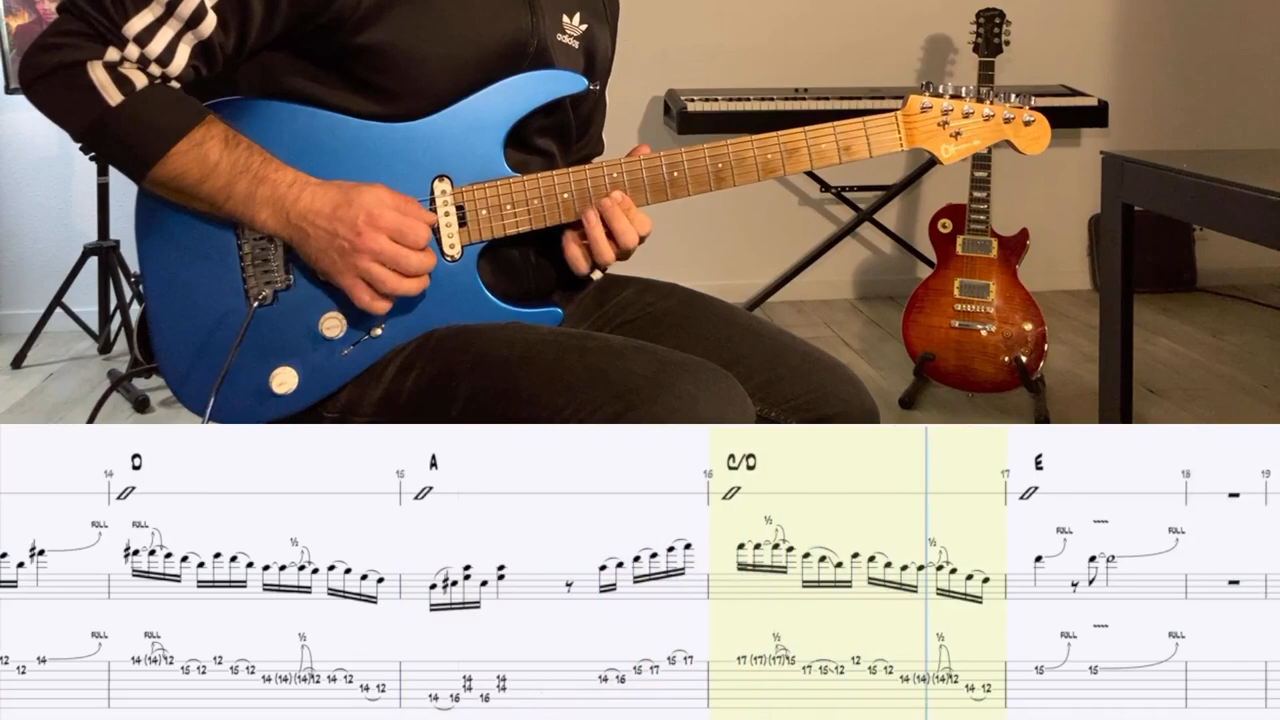 adidas
14 15 16 17 18 19
D A C/D E
FULL FULL ½ ½ ½ FULL FULL
FULL FULL ½ ½ ½ FULL FULL
12 14 14 (14) 12 12 17 (17) (17) 15 12
12 15 12 15 12 15 17 15 17 17 15 12 15 12 15 15
14 (14) (14) 12 14 12 14 14 14 16 14 (14) (14) 12
14 12 14 14 14 12
14 16 16